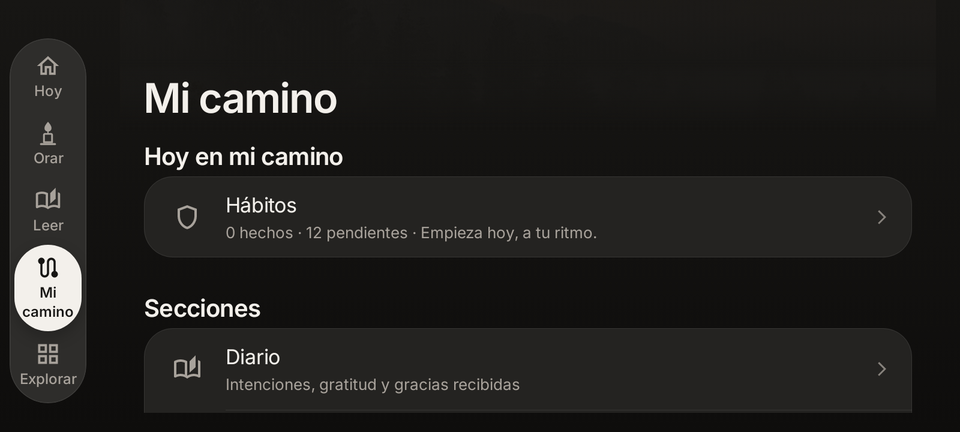 Hoy
Orar
Leer
Mi
camino
Explorar
Mi camino
Hoy en mi camino
Hábitos
0 hechos · 12 pendientes · Empieza hoy, a tu ritmo.
Secciones
Diario
Intenciones, gratitud y gracias recibidas